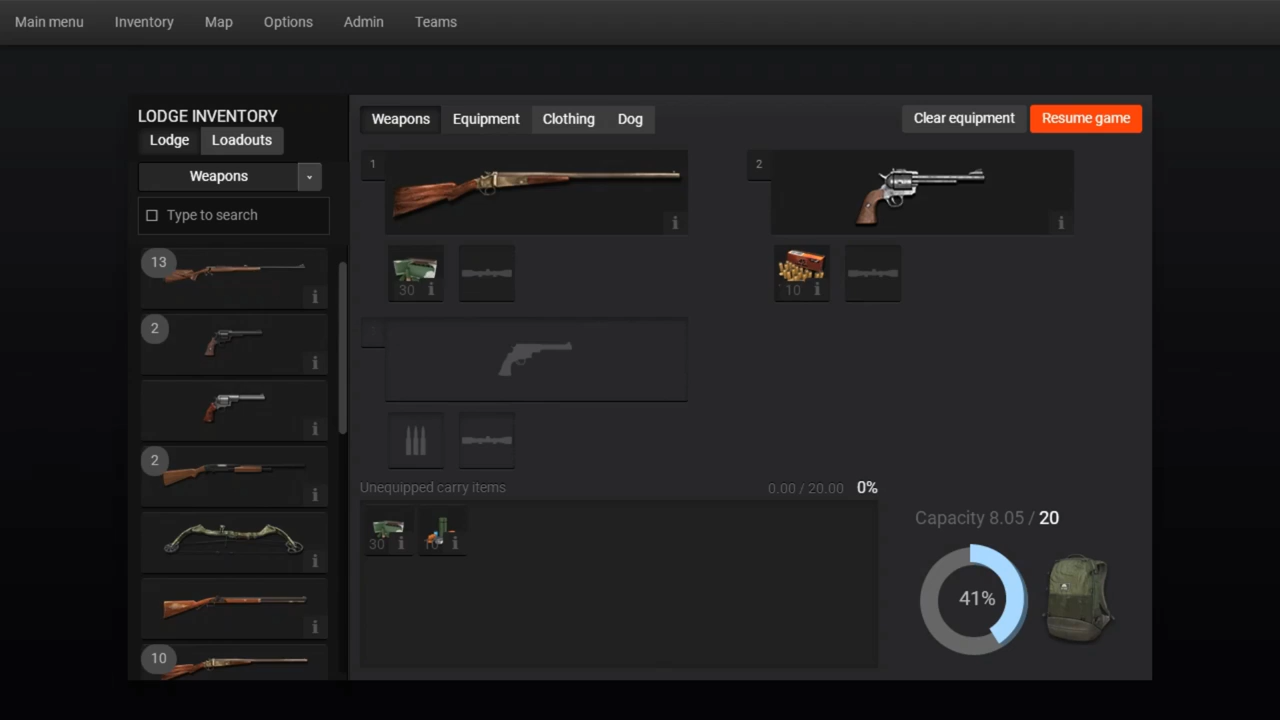 Main menu Inventory Map Options Admin Teams
LODGE INVENTORY
Lodge Loadouts
Weapons
Type to search
13
2
2
10
Weapons Equipment Clothing Dog
Clear equipment Resume game
1
i
30 i
2
i
10 i
Unequipped carry items 0.00 / 20.00 0%
30 i 10 i
Capacity 8.05 / 20
41%